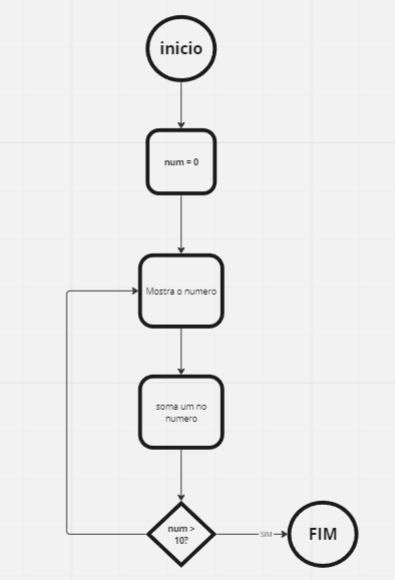 inicio
num = 0
Mostra o numero
soma um no
numero
num >
10?
SIM
FIM